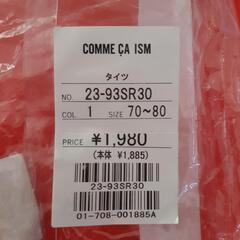 COMME ÇA ISM
タイツ
NO. 23-93SR30
COL. 1 SIZE 70~80
PRICE ¥1,980
(本体 ¥1,885)
23-93SR30
01-708-001885A